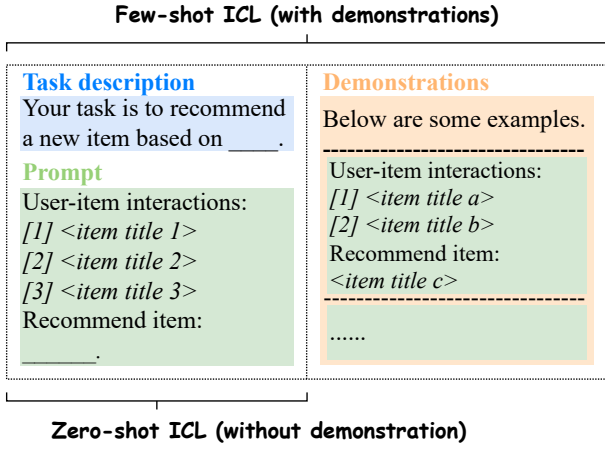 Few-shot ICL (with demonstrations)
Task description
Your task is to recommend
a new item based on ____.
Prompt
User-item interactions:
[1] <item title 1>
[2] <item title 2>
[3] <item title 3>
Recommend item:
______.
Demonstrations
Below are some examples.
User-item interactions:
[1] <item title a>
[2] <item title b>
Recommend item:
<item title c>
......
Zero-shot ICL (without demonstration)